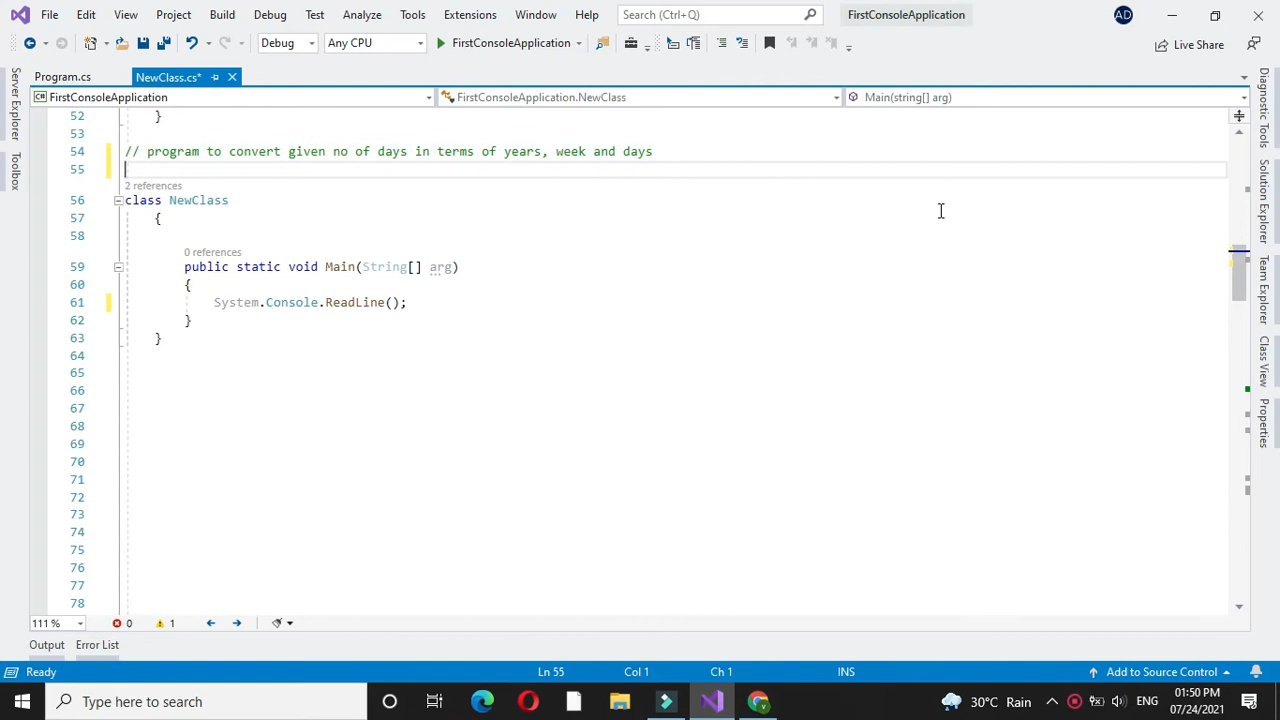 File Edit View Project Build Debug Test Analyze Tools Extensions Window Help Search (Ctrl+Q) FirstConsoleApplication AD
Debug Any CPU FirstConsoleApplication Live Share
Program.cs NewClass.cs*
FirstConsoleApplication FirstConsoleApplication.NewClass Main(string[] arg)
52 }
53
54 // program to convert given no of days in terms of years, week and days
55
2 references
56 class NewClass
57 {
58
0 references
59 public static void Main(String[] arg)
60 {
61 System.Console.ReadLine();
62 }
63 }
64
65
66
67
68
69
70
71
72
73
74
75
76
77
78
Server Explorer
Toolbox
Diagnostic Tools
Solution Explorer
Team Explorer
Class View
Properties
111 % 0 1
Output Error List
Ready Ln 55 Col 1 Ch 1 INS Add to Source Control
Type here to search 30°C Rain ENG 01:50 PM
07/24/2021